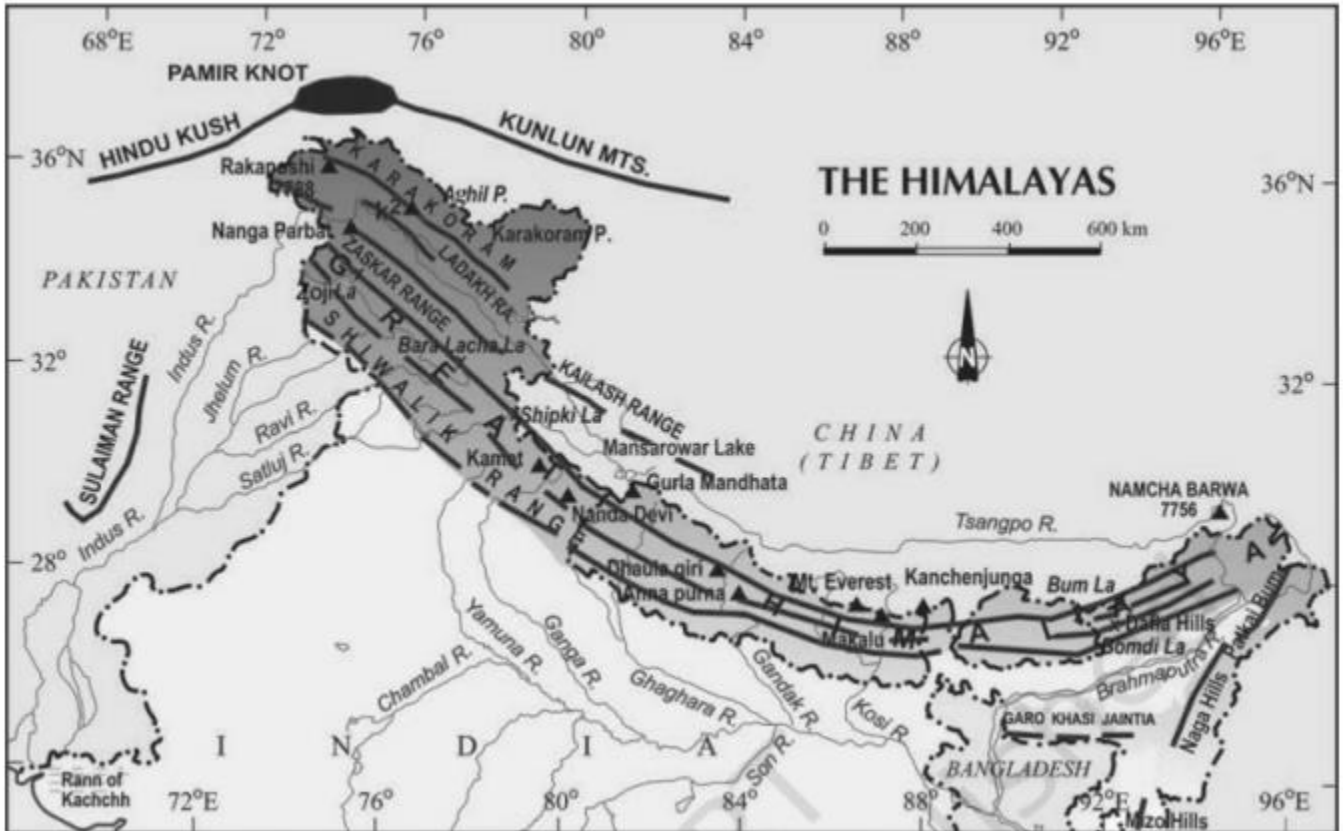 68°E 72° 76° 80° 84° 88° 92° 96°E
PAMIR KNOT
HINDU KUSH
KUNLUN MTS.
36°N
36°N
THE HIMALAYAS
0 200 400 600 km
Rakaposhi
7788
KARAKORAM
K2
Aghil P.
Karakoram P.
Nanga Parbat
ZASKAR RANGE
LADAKH RA.
PAKISTAN
Zoji La
GREAT HIMALAYA
Bara Lacha La
SHIWALIK RANG
N
32°
32°
Indus R.
Jhelum R.
Ravi R.
Satluj R.
SULAIMAN RANGE
KAILASH RANGE
Shipki La
Mansarowar Lake
CHINA
(TIBET)
Kamat
Gurla Mandhata
Nanda Devi
NAMCHA BARWA
7756
Tsangpo R.
Indus R.
28°
28°
Dhaula giri
Anna purna
Mt. Everest
Kanchenjunga
Makalu
Bum La
Dafla Hills
Bomdi La
Brahmaputra R.
Naga Hills
Yamuna R.
Ganga R.
Chambal R.
Ghaghara R.
Gandak R.
Kosi R.
Son R.
GARO KHASI JAINTIA
INDIA
BANGLADESH
Rann of
Kachchh
72°E 76° 80° 84° 88° 92°E 96°E
Mizo Hills